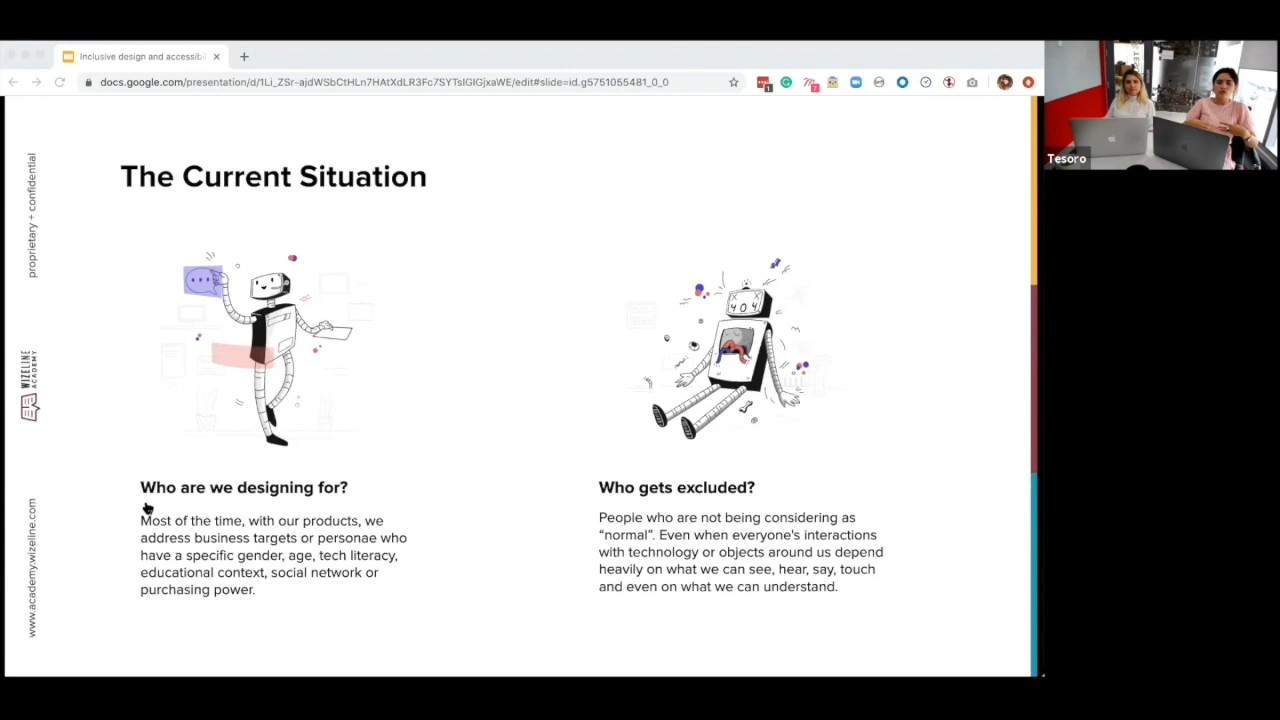 Inclusive design and accessibi
docs.google.com/presentation/d/1Li_ZSr-ajdWSbCtHLn7HAtXdLR3Fc7SYTsIGIGjxaWE/edit#slide=id.g5751055481_0_0
1
7
Tesoro
proprietary + confidential
WIZELINE
ACADEMY
www.academy.wizeline.com
The Current Situation
404
Who are we designing for?
Most of the time, with our products, we
address business targets or personae who
have a specific gender, age, tech literacy,
educational context, social network or
purchasing power.
Who gets excluded?
People who are not being considering as
“normal”. Even when everyone's interactions
with technology or objects around us depend
heavily on what we can see, hear, say, touch
and even on what we can understand.